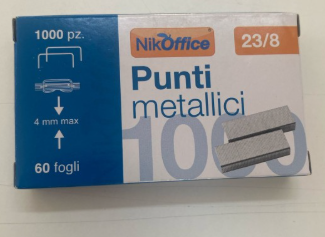 1000 pz.
NikOffice
23/8
Punti
metallici
1000
4 mm max
60 fogli